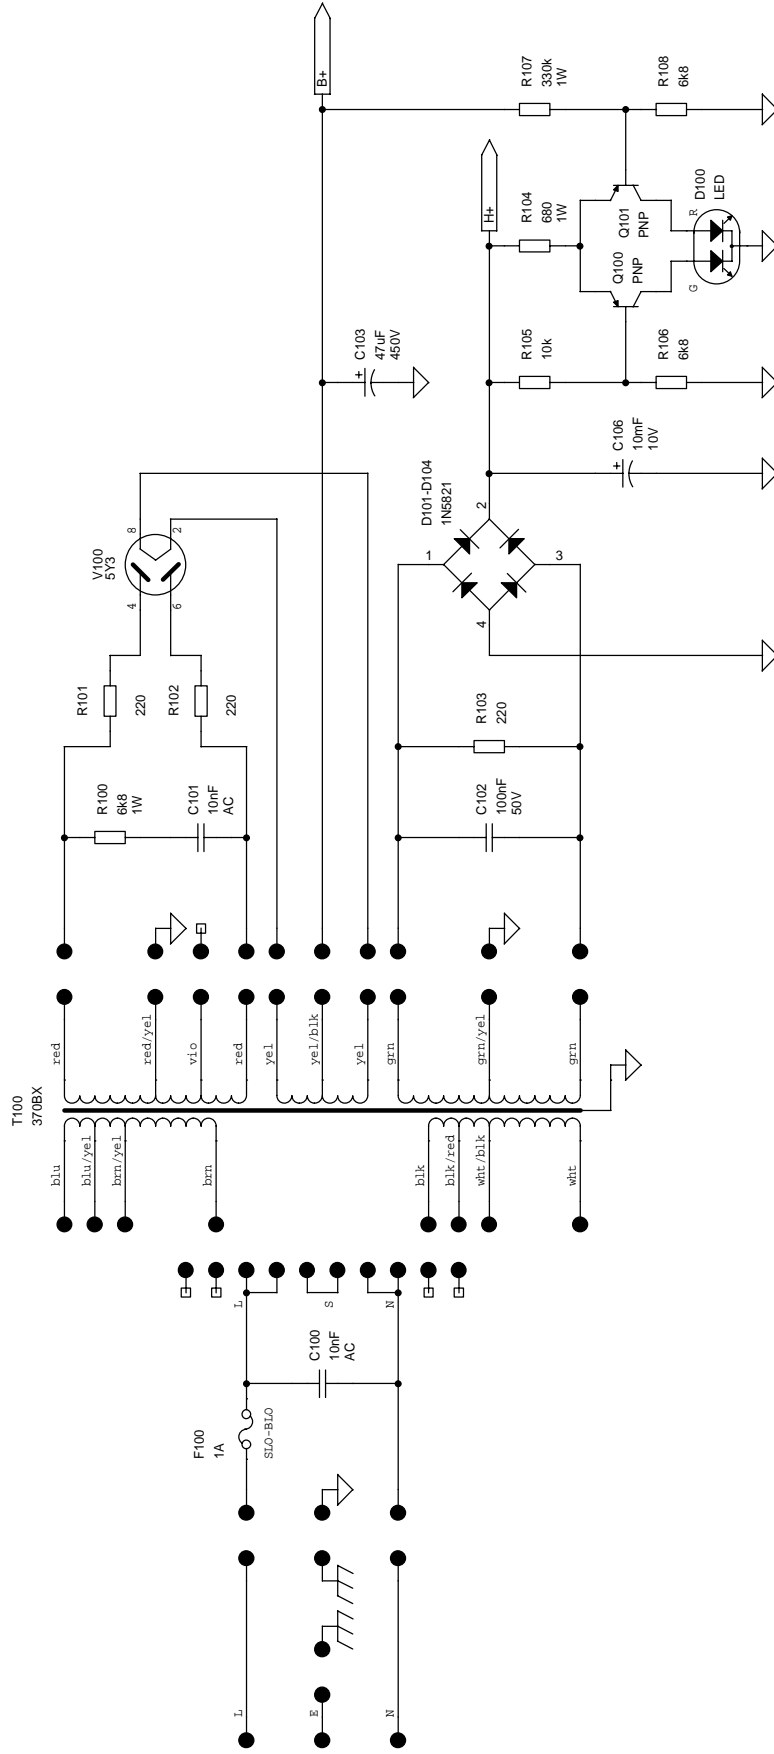 B+
R107
330k
1W
R108
6k8
H+
R104
680
1W
Q101
PNP
D100
LED
R
G
Q100
PNP
R105
10k
R106
6k8
C103
47uF
450V
+
C106
10mF
10V
+
D101-D104
1N5821
1
2
3
4
V100
5Y3
8
2
4
6
R101
220
R102
220
R100
6k8
1W
C101
10nF
AC
R103
220
C102
100nF
50V
T100
370BX
red
red/yel
vio
red
yel
yel/blk
yel
grn
grn/yel
grn
blu
blu/yel
brn/yel
brn
blk
blk/red
wht/blk
wht
L
S
N
C100
10nF
AC
F100
1A
SLO-BLO
L
E
N